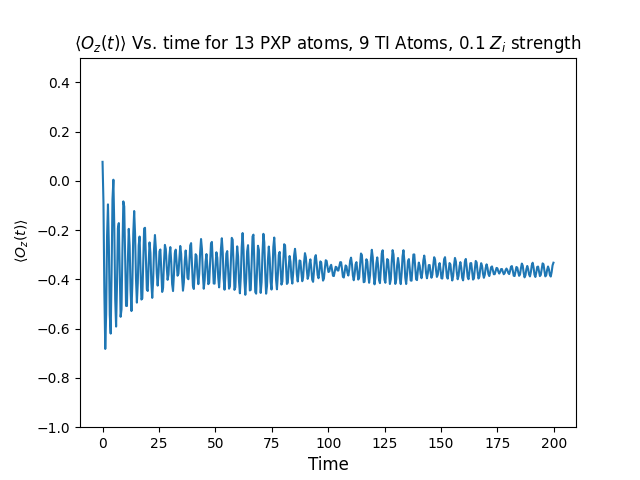 ⟨O_z(t)⟩ Vs. time for 13 PXP atoms, 9 TI Atoms, 0.1 Z_i strength
0.4
0.2
0.0
−0.2
−0.4
−0.6
−0.8
−1.0
⟨O_z(t)⟩
0 25 50 75 100 125 150 175 200
Time